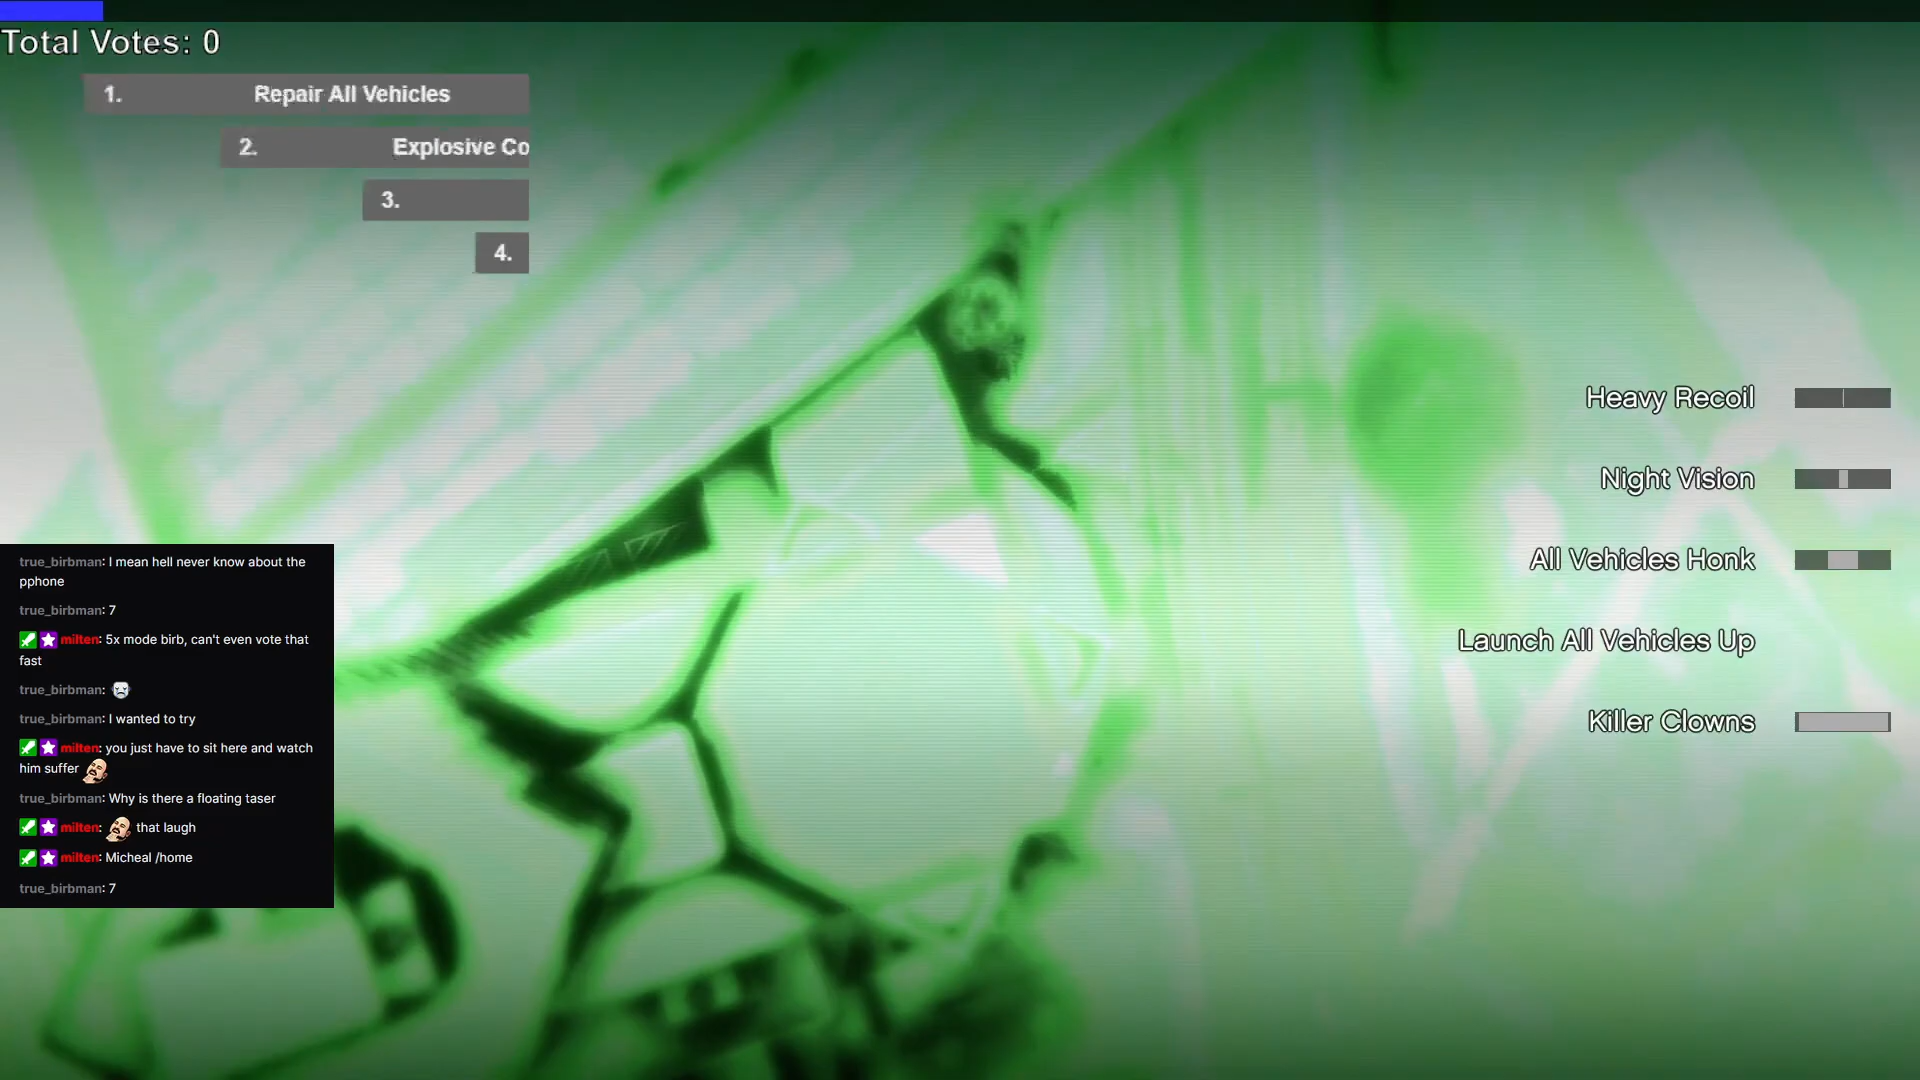 Total Votes: 0
1. Repair All Vehicles
2. Explosive Co
3.
4.
Heavy Recoil
Night Vision
All Vehicles Honk
Launch All Vehicles Up
Killer Clowns
true_birbman: I mean hell never know about the
pphone
true_birbman: 7
milten: 5x mode birb, can't even vote that
fast
true_birbman:
true_birbman: I wanted to try
milten: you just have to sit here and watch
him suffer
true_birbman: Why is there a floating taser
milten: that laugh
milten: Micheal /home
true_birbman: 7